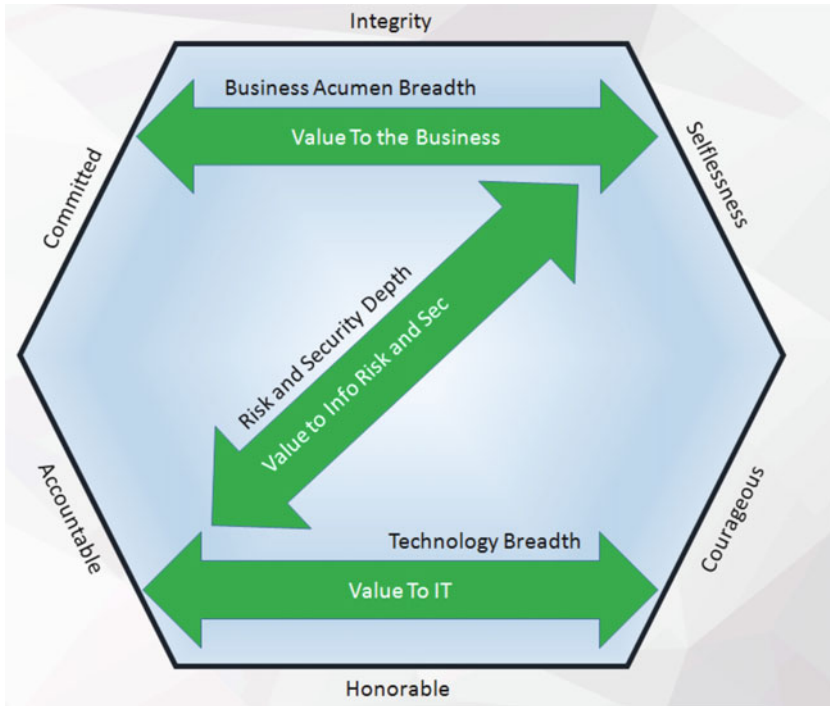 Integrity
Business Acumen Breadth
Value To the Business
Committed
Selflessness
Risk and Security Depth
Value to Info Risk and Sec
Accountable
Courageous
Technology Breadth
Value To IT
Honorable